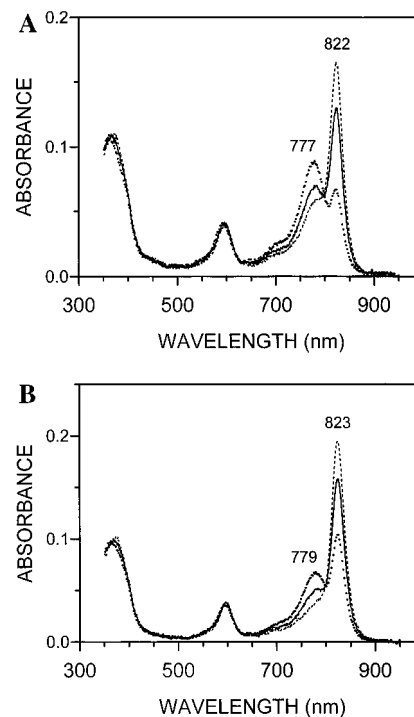 A
0.2
822
777
0.1
ABSORBANCE
0.0
300 500 700 900
WAVELENGTH (nm)
B
0.2
823
779
0.1
ABSORBANCE
0.0
300 500 700 900
WAVELENGTH (nm)